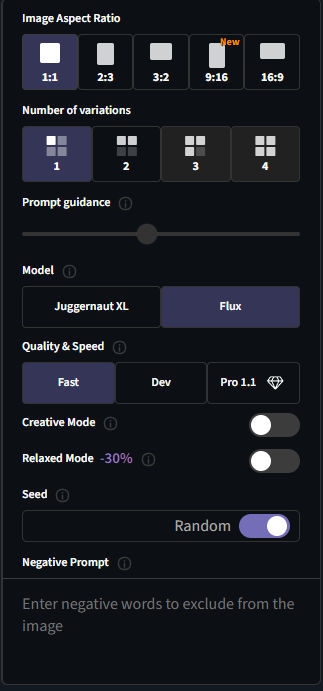 Image Aspect Ratio
New
1:1 2:3 3:2 9:16 16:9
Number of variations
1 2 3 4
Prompt guidance
Model
Juggernaut XL Flux
Quality & Speed
Fast Dev Pro 1.1
Creative Mode
Relaxed Mode -30%
Seed
Random
Negative Prompt
Enter negative words to exclude from the
image